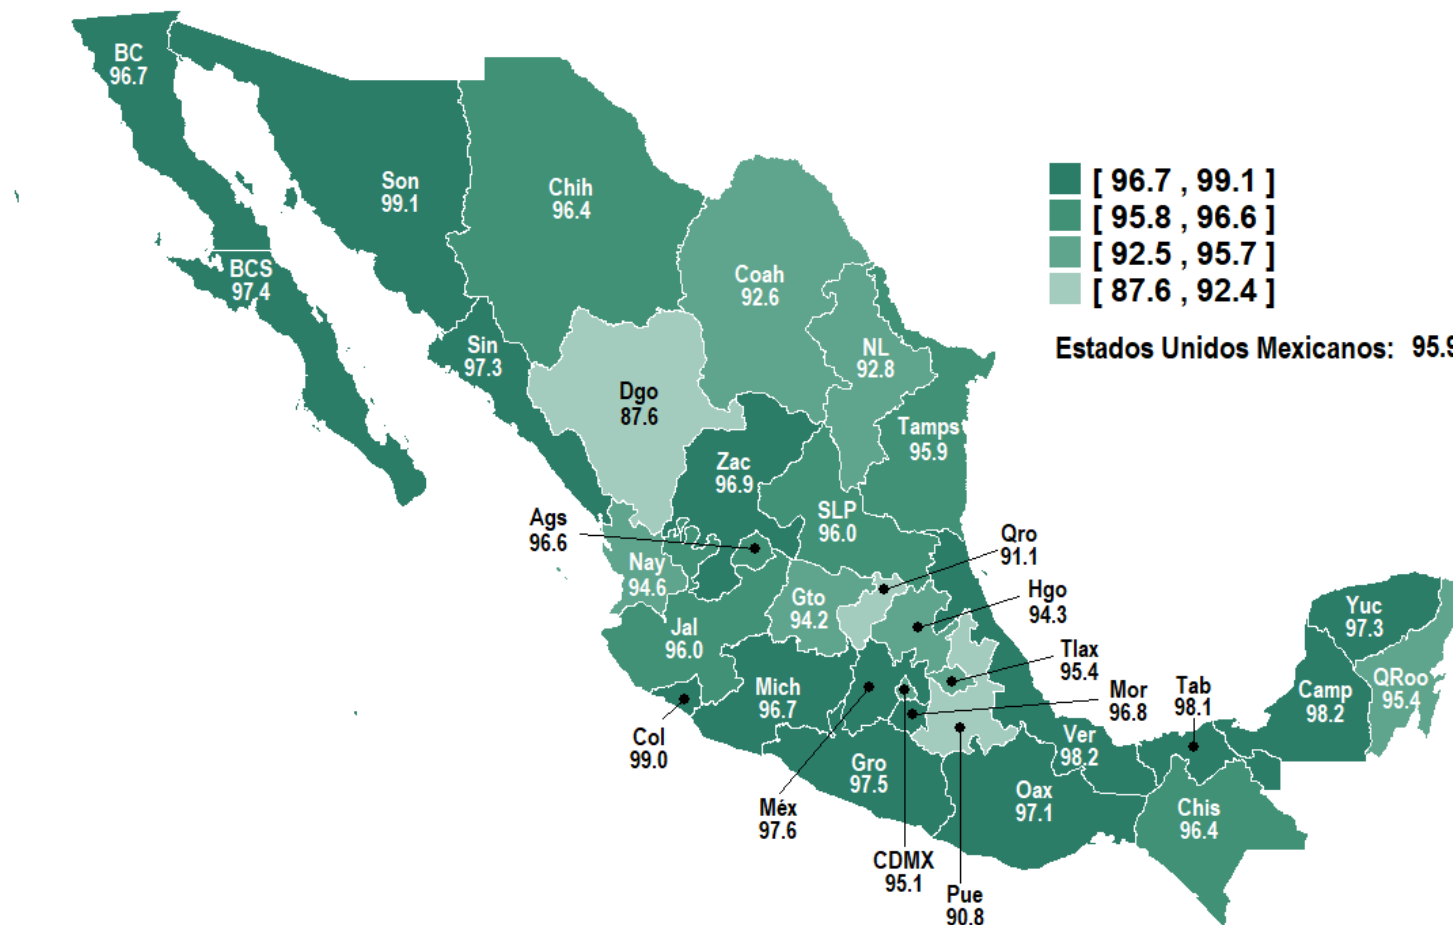 BC
96.7
Son
99.1
Chih
96.4
[ 96.7 , 99.1 ]
[ 95.8 , 96.6 ]
[ 92.5 , 95.7 ]
[ 87.6 , 92.4 ]
Estados Unidos Mexicanos: 95.9
BCS
97.4
Coah
92.6
Sin
97.3
NL
92.8
Dgo
87.6
Tamps
95.9
Zac
96.9
SLP
96.0
Ags
96.6
Qro
91.1
Nay
94.6
Gto
94.2
Hgo
94.3
Yuc
97.3
Jal
96.0
Tlax
95.4
Mich
96.7
Mor
96.8
Tab
98.1
Camp
98.2
QRoo
95.4
Col
99.0
Ver
98.2
Gro
97.5
Oax
97.1
Méx
97.6
Chis
96.4
CDMX
95.1
Pue
90.8